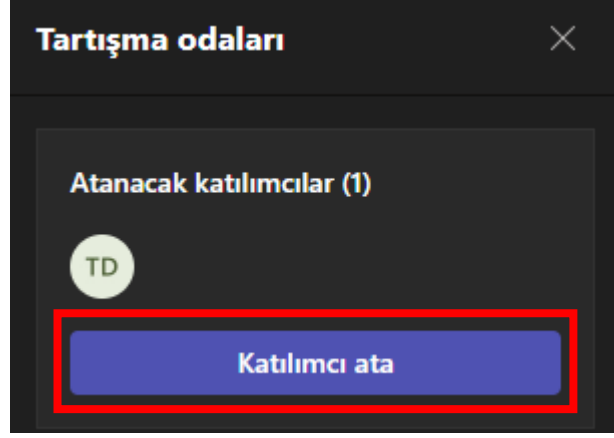 Tartışma odaları
Atanacak katılımcılar (1)
TD
Katılımcı ata